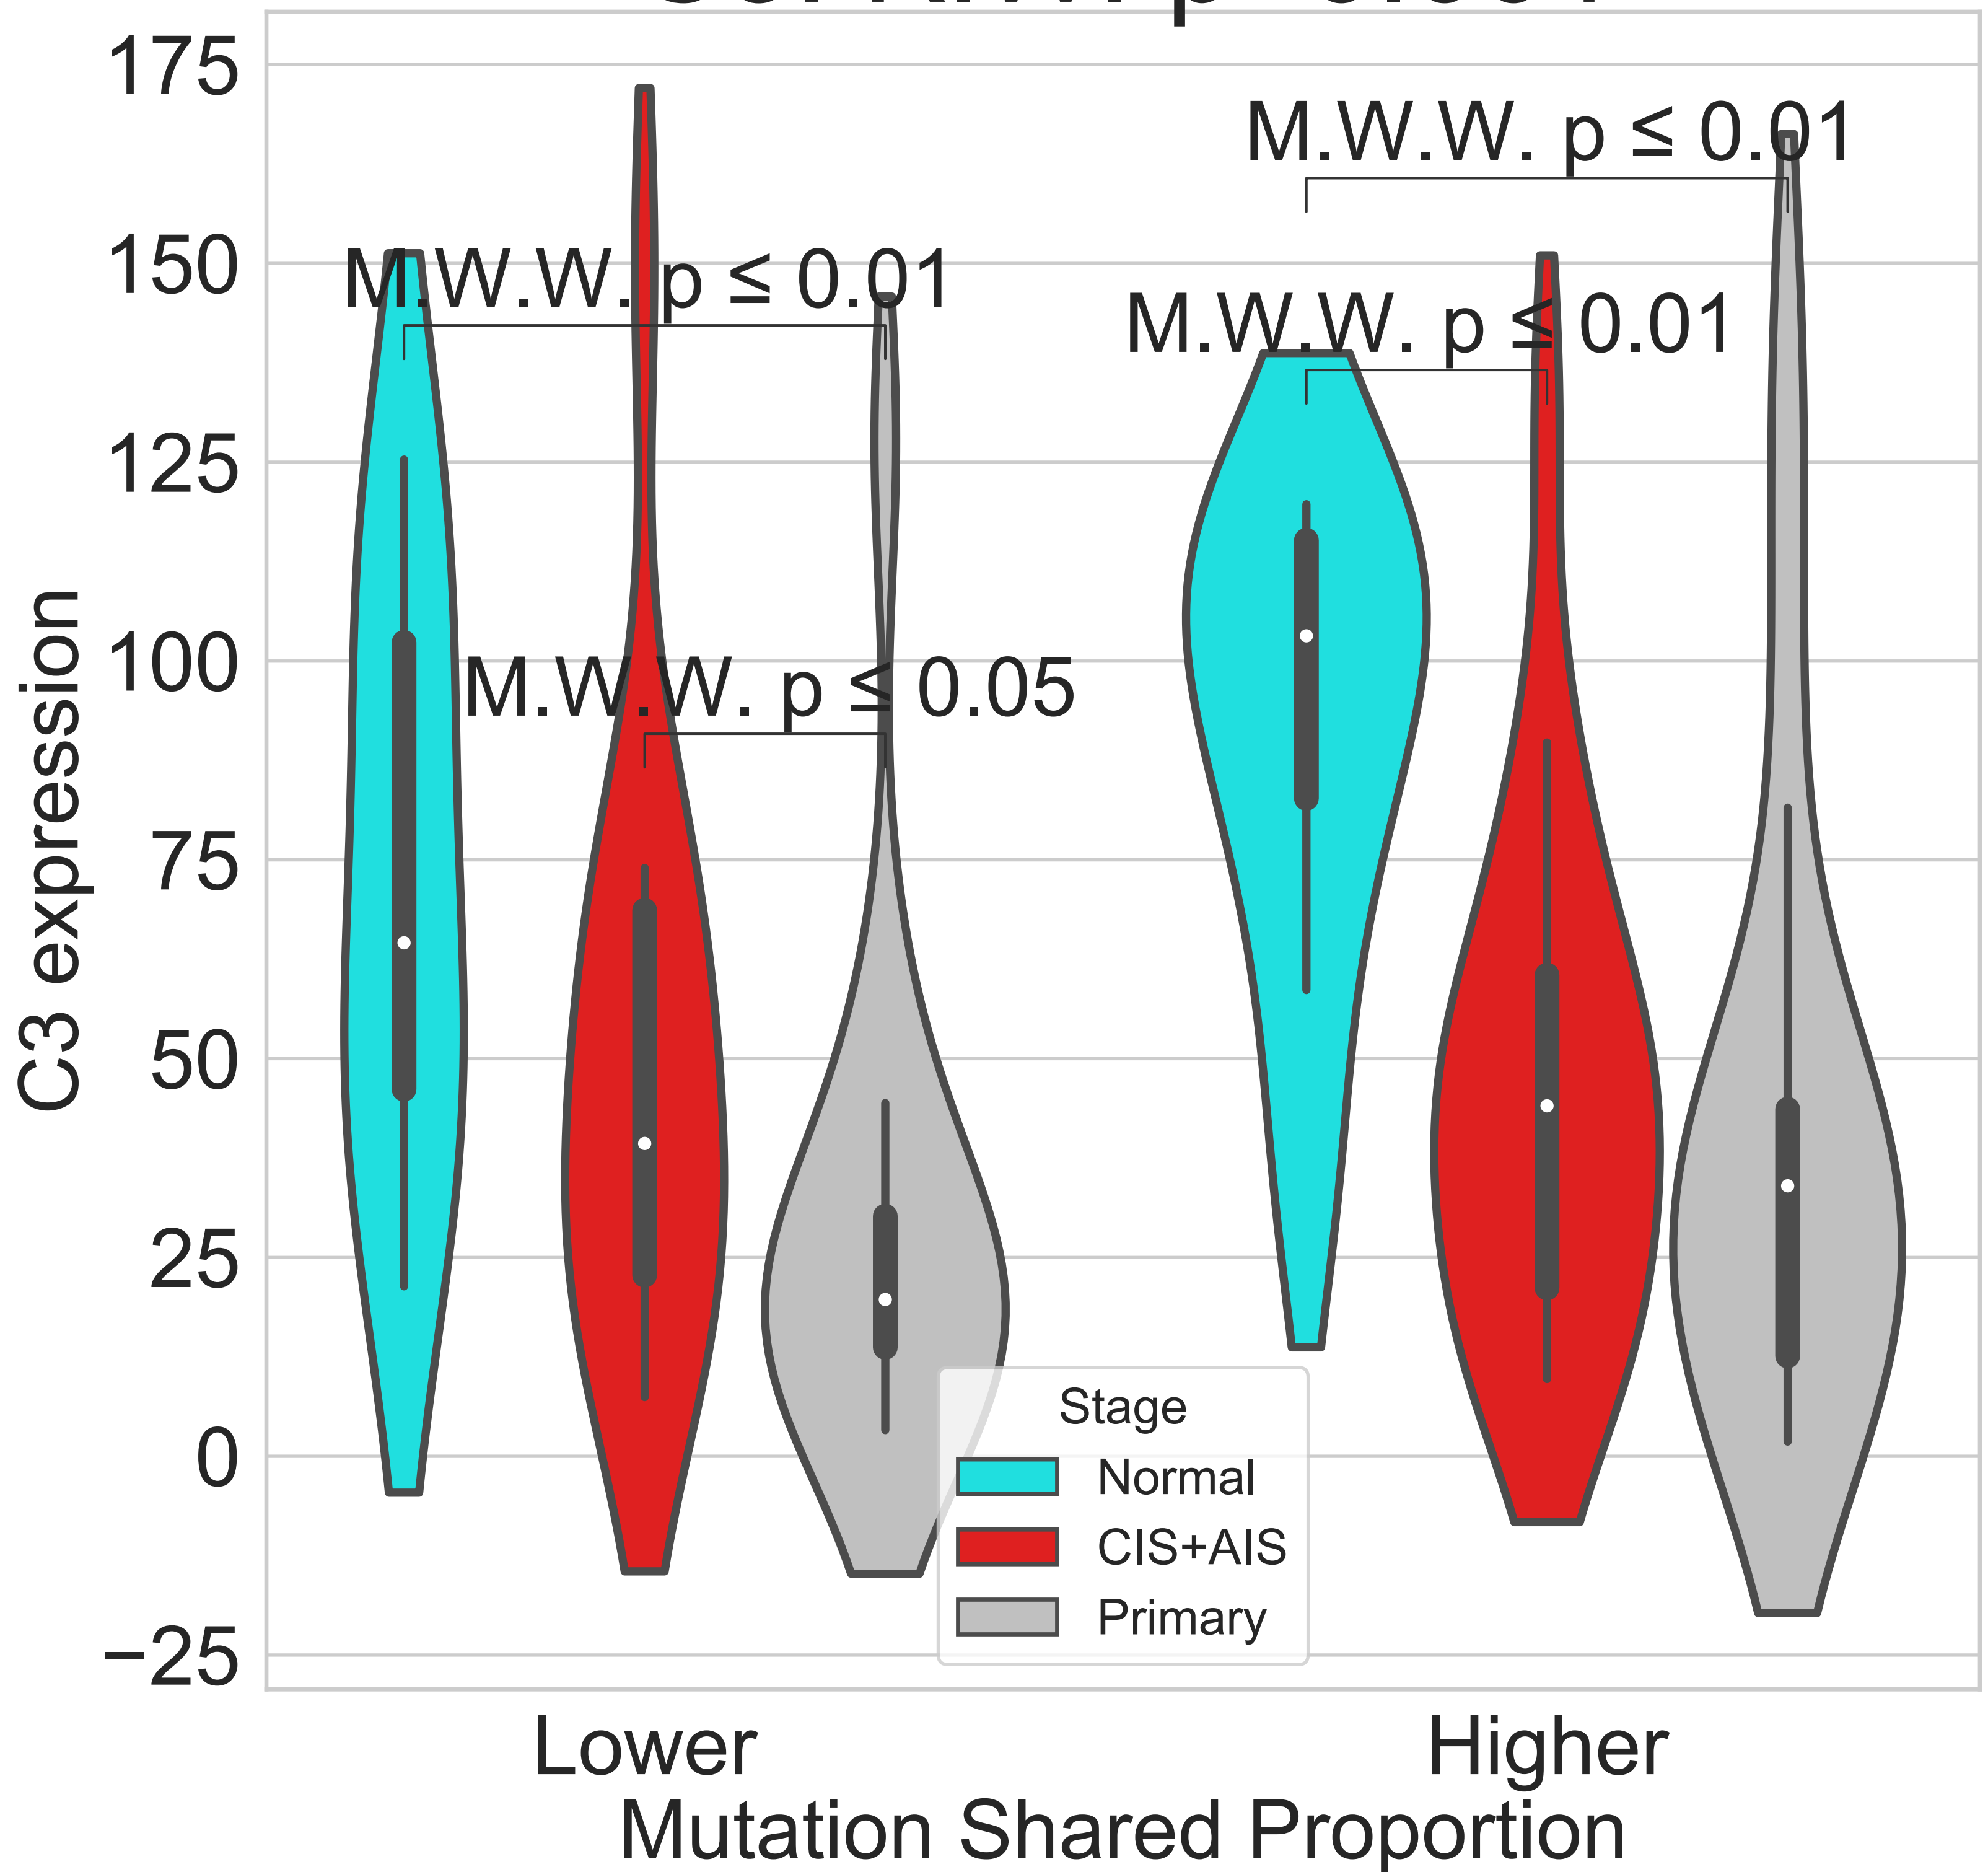 175
M.W.W. p ≤ 0.01
150
M.W.W. p ≤ 0.01
M.W.W. p ≤ 0.01
125
100
M.W.W. p ≤ 0.05
75
50
25
0
−25
C3 expression
Stage
Normal
CIS+AIS
Primary
Lower
Higher
Mutation Shared Proportion